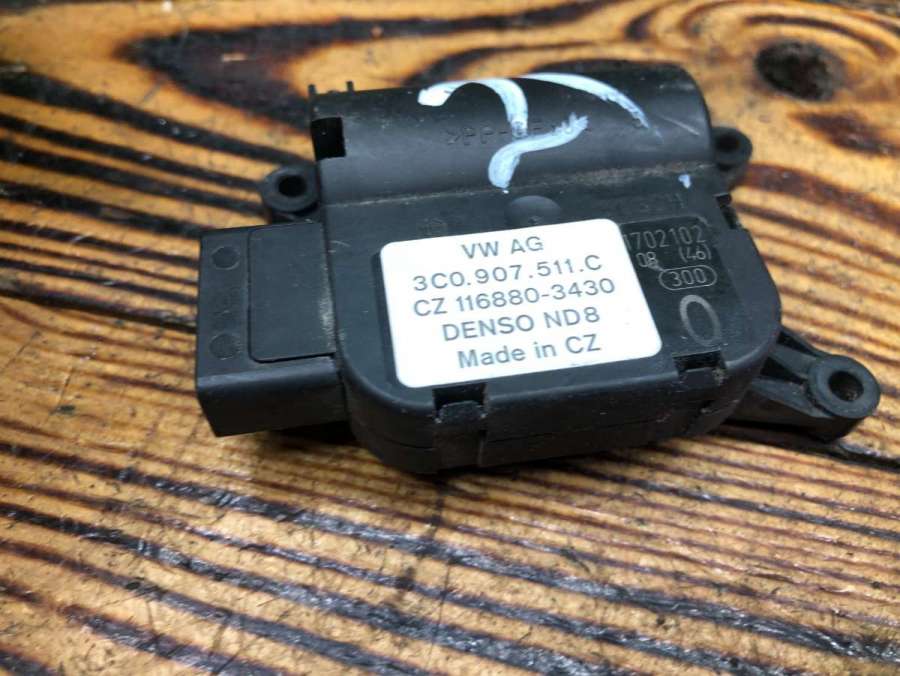 VW AG
3C0.907.511.C
CZ 116880-3430
DENSO ND8
Made in CZ
1702102
08 (46)
300